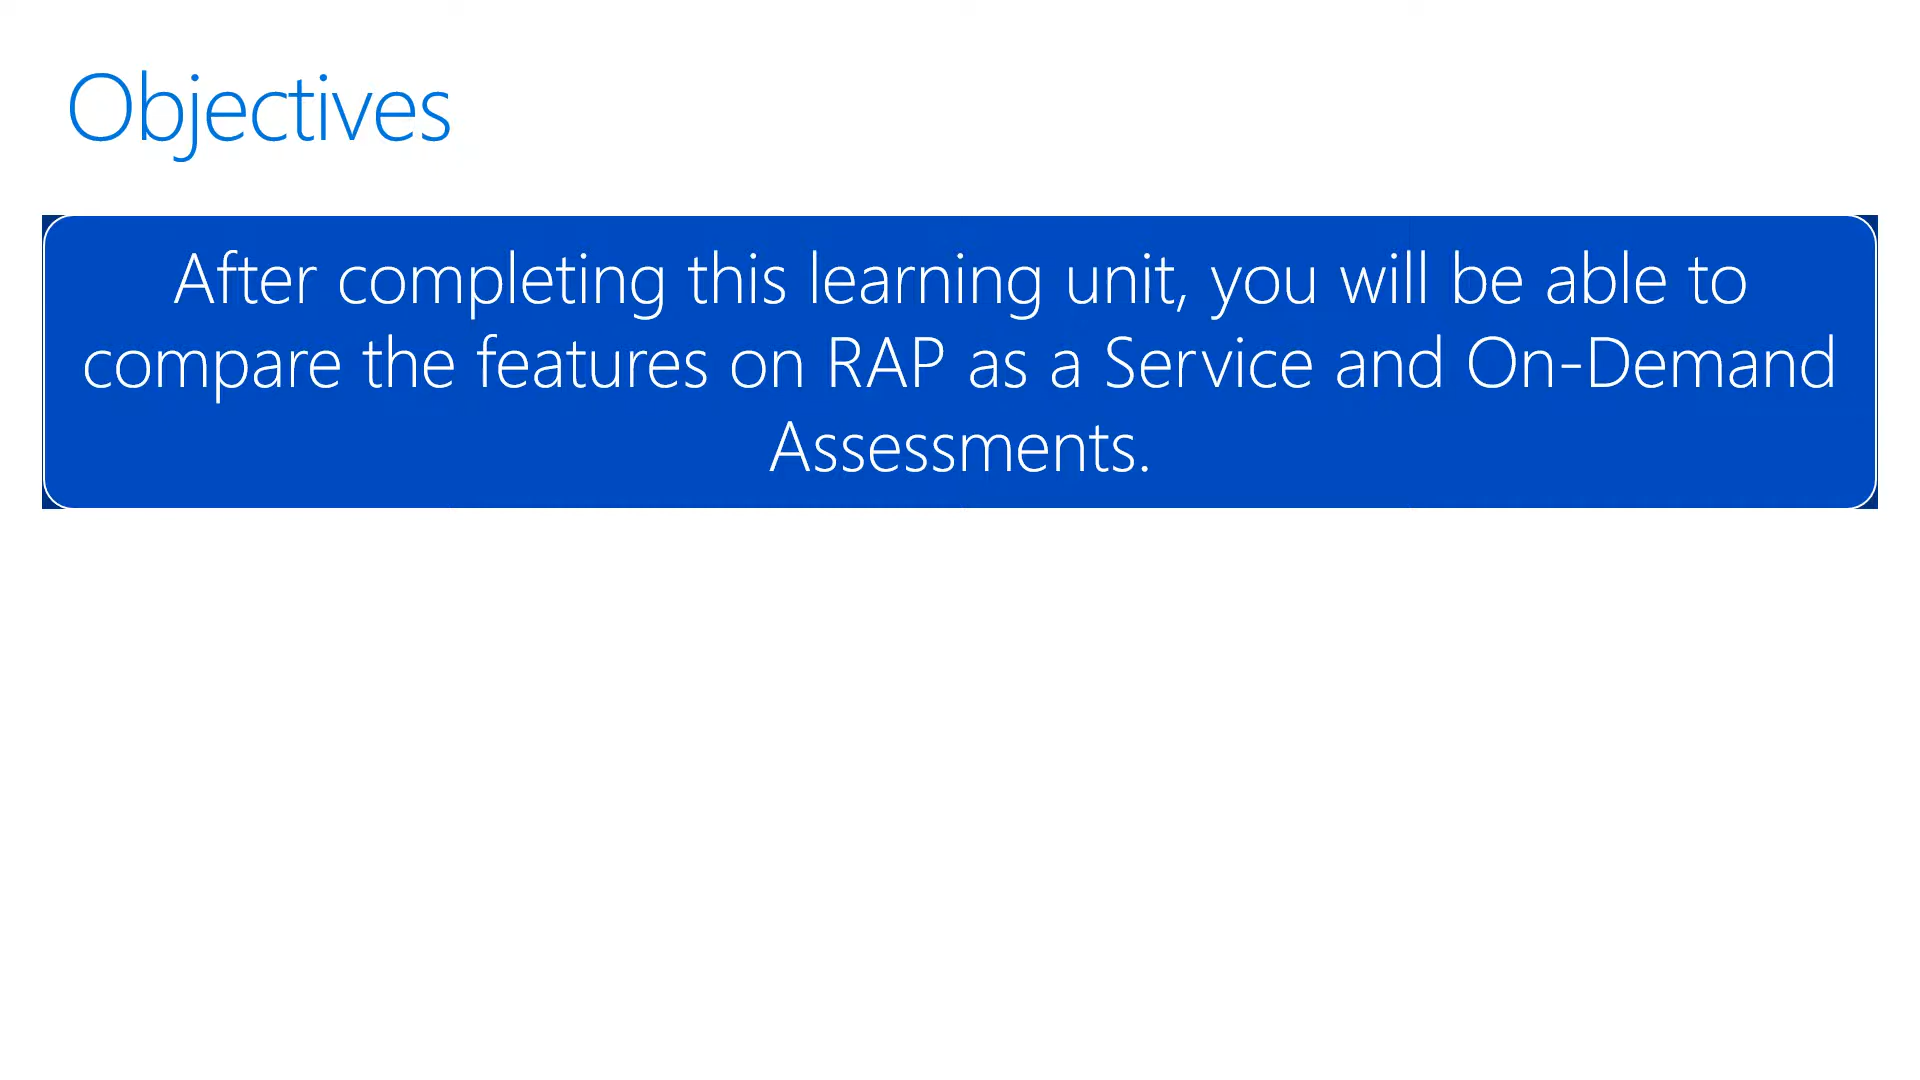 Objectives
After completing this learning unit, you will be able to
compare the features on RAP as a Service and On-Demand
Assessments.